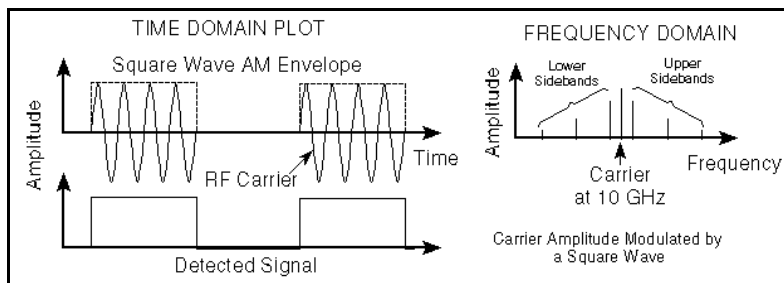 TIME DOMAIN PLOT
Square Wave AM Envelope
Amplitude
Time
RF Carrier
Detected Signal
FREQUENCY DOMAIN
Lower
Sidebands
Upper
Sidebands
Amplitude
Frequency
Carrier
at 10 GHz
Carrier Amplitude Modulated by
a Square Wave